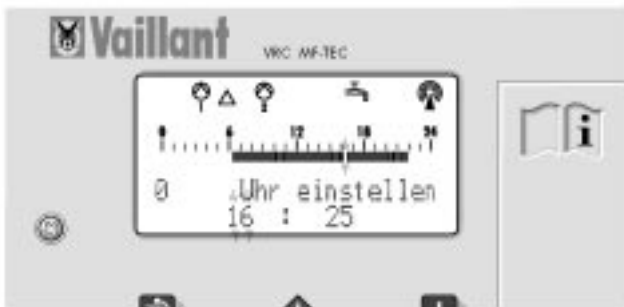 Vaillant
VRC MF-TEC
0 6 12 18 24
0 Uhr einstellen
16 : 25
i